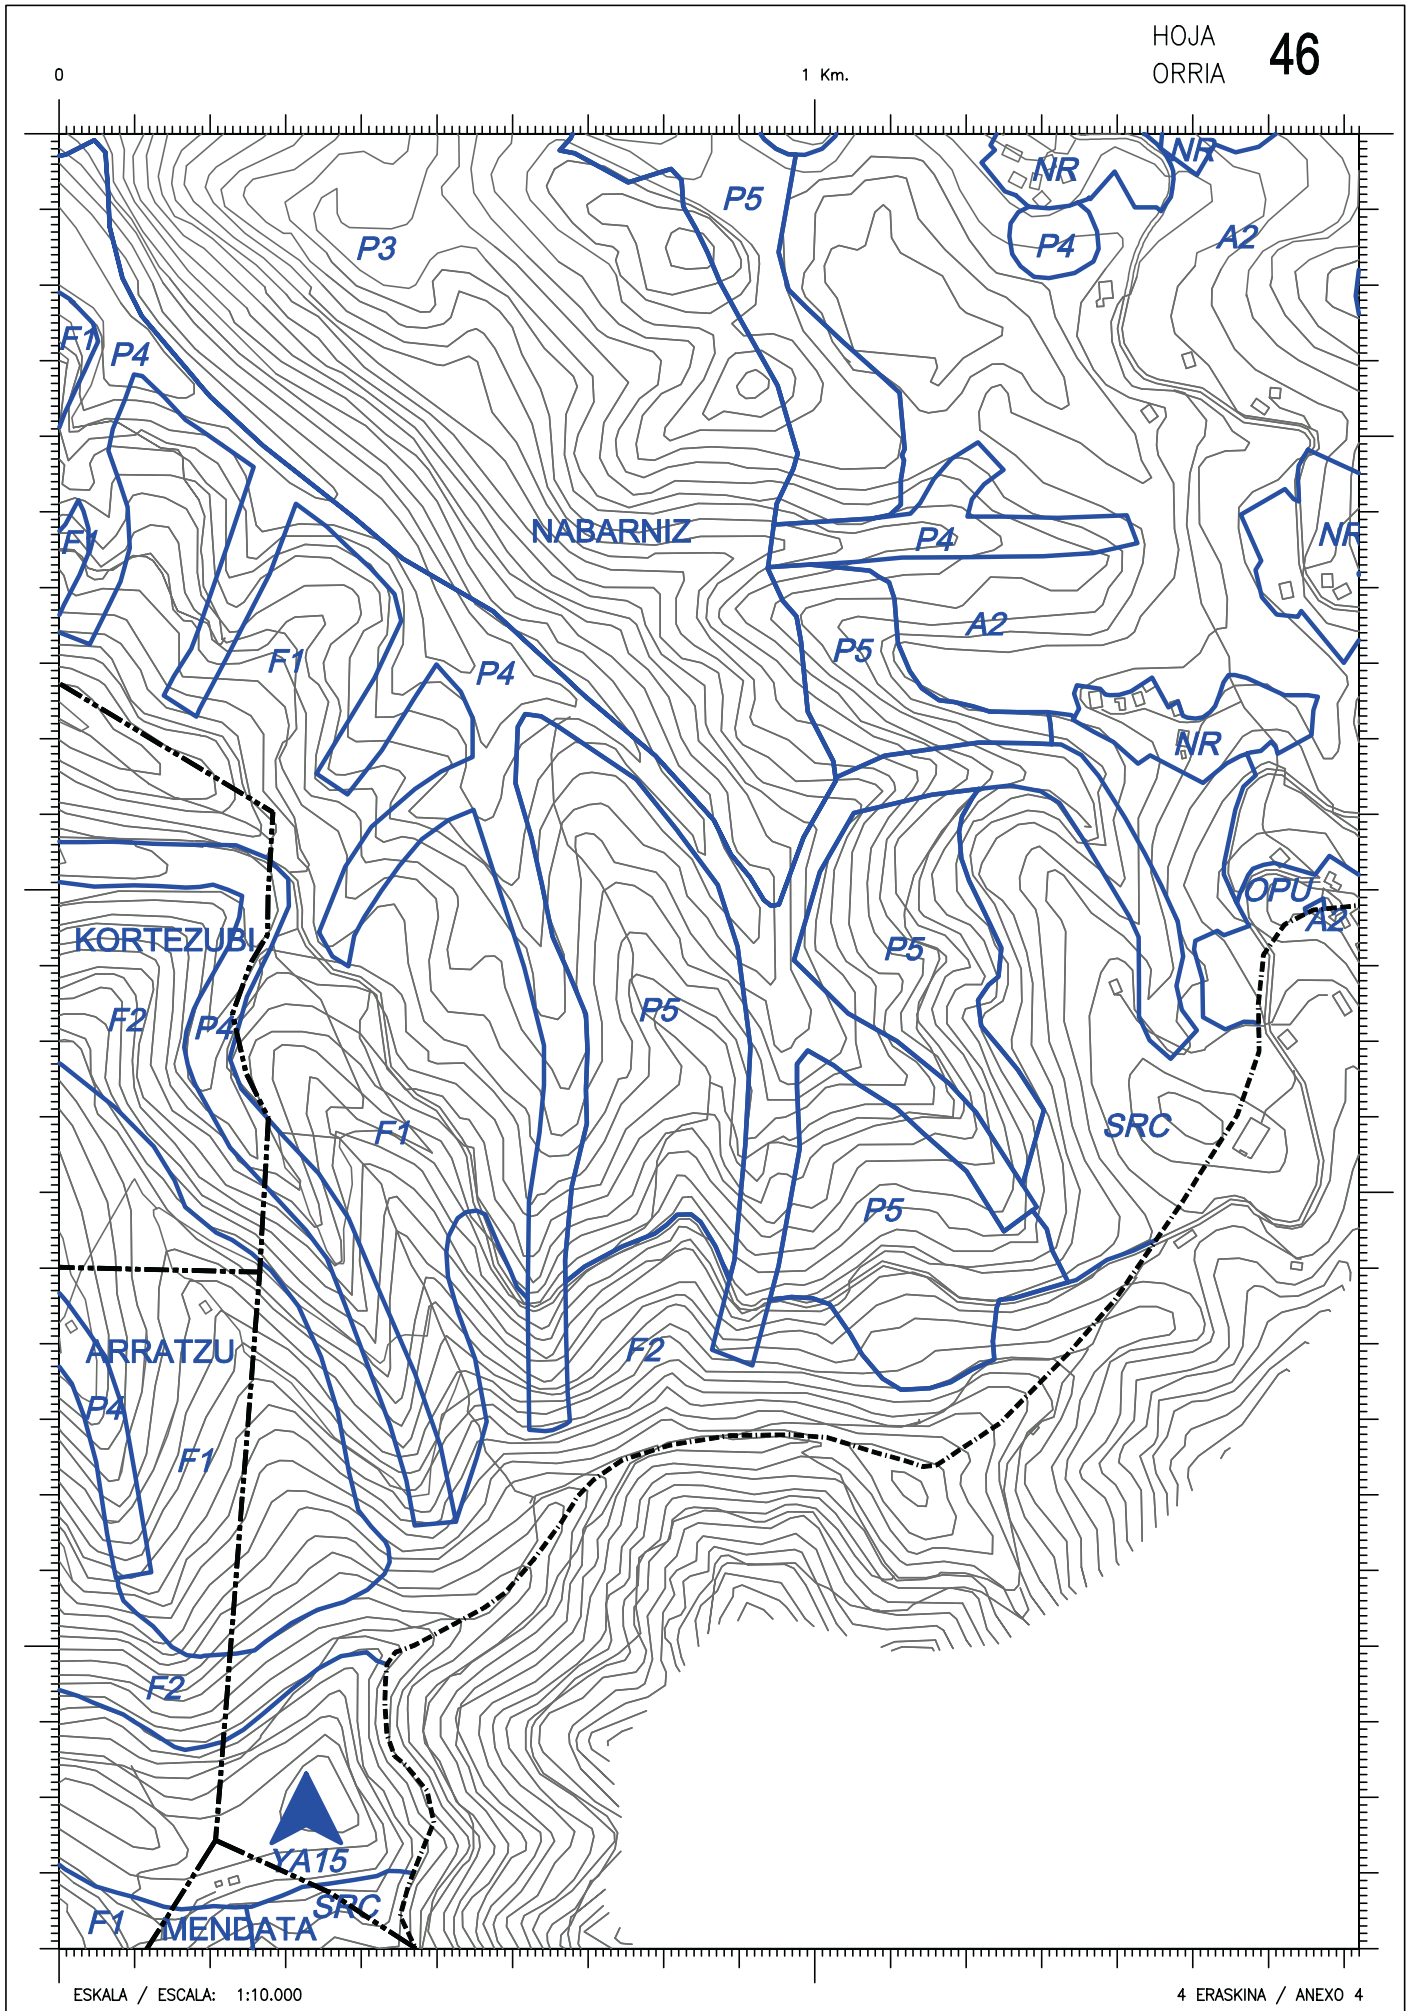 HOJA
ORRIA 46
0 1 Km.
NR
NR
P5
P3
P4
A2
F1
P4
NABARNIZ
P4
NR
F1
A2
P5
F1
P4
NR
OPU
A2
KORTEZUBI
P5
F2
P4
P5
F1
SRC
P5
ARRATZU
F2
P4
F1
F2
YA15
SRC
F1
MENDATA
ESKALA / ESCALA: 1:10.000
4 ERASKINA / ANEXO 4